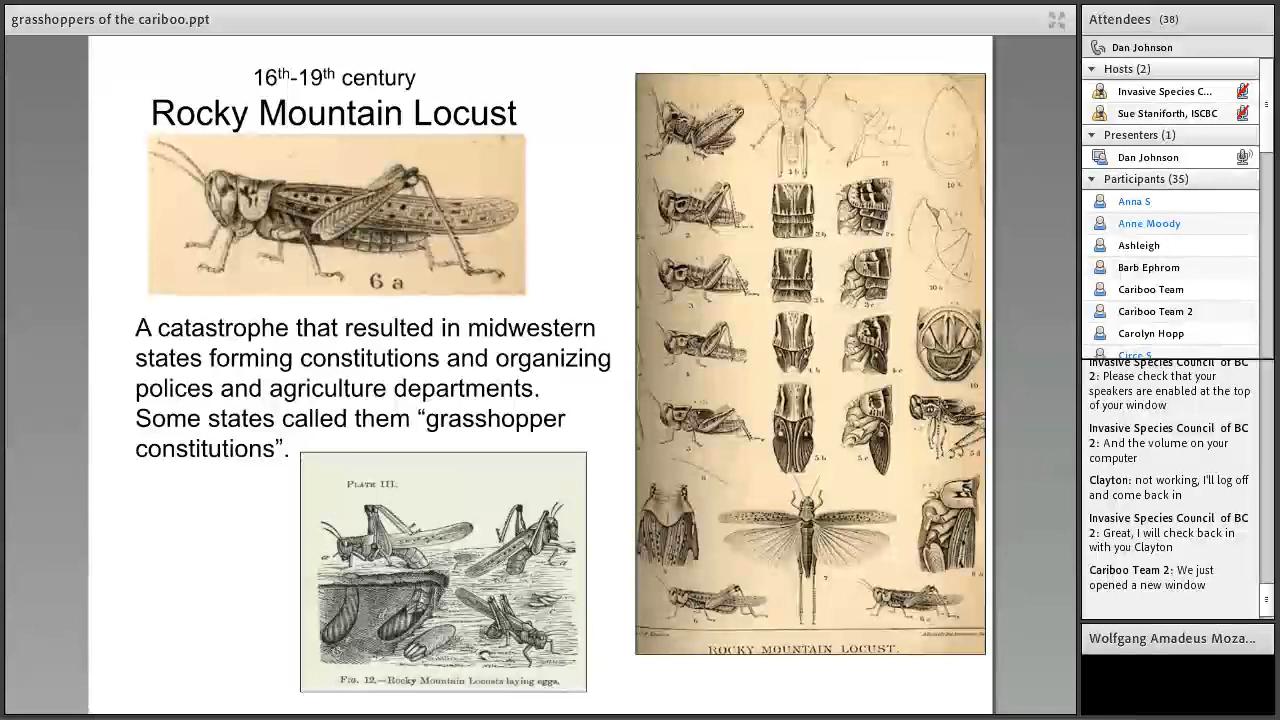 grasshoppers of the cariboo.ppt
16th-19th century
Rocky Mountain Locust
6 a
A catastrophe that resulted in midwestern
states forming constitutions and organizing
polices and agriculture departments.
Some states called them “grasshopper
constitutions”.
PLATE III.
FIG. 12.—Rocky Mountain Locusts laying eggs.
ROCKY MOUNTAIN LOCUST.
Attendees (38)
Dan Johnson
Hosts (2)
Invasive Species C...
Sue Staniforth, ISCBC
Presenters (1)
Dan Johnson
Participants (35)
Anna S
Anne Moody
Ashleigh
Barb Ephrom
Cariboo Team
Cariboo Team 2
Carolyn Hopp
Circe S
Invasive Species Council of BC
2: Please check that your
speakers are enabled at the top
of your window
Invasive Species Council of BC
2: And the volume on your
computer
Clayton: not working, I'll log off
and come back in
Invasive Species Council of BC
2: Great, I will check back in
with you Clayton
Cariboo Team 2: We just
opened a new window
Wolfgang Amadeus Moza...